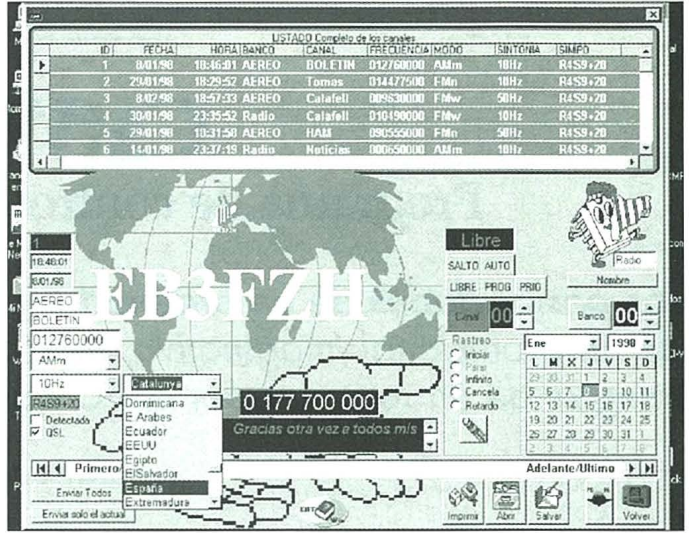 LISTADO Completo de los canales
ID FECHA HORA BANCO CANAL FRECUENCIA MODO SINTONIA SIMPO
1 8/01/98 18:46:01 AEREO BOLETIN 012760000 AMm 10Hz R4S9+20
2 29/01/98 18:29:52 AEREO Tomas 014477500 FMn 10Hz R4S9+20
3 8/02/98 18:57:33 AEREO Calafell 009630000 FMw 50Hz R4S9+20
4 30/01/98 23:35:52 Radio Calafell 010490000 FMw 10Hz R4S9+20
5 29/01/98 18:31:58 AEREO HAM 090555000 FMn 50Hz R4S9+20
6 14/01/98 23:37:19 Radio Noticias 000650000 AMm 10Hz R4S9+20
EB3FZH
1
18:46:01
8/01/98
AEREO
BOLETIN
012760000
AMm
10Hz
R4S9+20
Detectada
QSL
Catalunya
Dominicana
E.Arabes
Ecuador
EEUU
Egipto
ElSalvador
España
Extremadura
0 177 700 000
Gracias otra vez a todos mis
Libre
SALTO AUTO
LIBRE PROG PRIO
Canal 00
Radio
Nombre
Banco 00
Rastreo
Iniciar
Parar
Infinito
Cancela
Retardo
Ene 1998
L M X J V S D
29 30 31 1 2 3 4
5 6 7 8 9 10 11
12 13 14 15 16 17 18
19 20 21 22 23 24 25
26 27 28 29 30 31 1
2 3 4 5 6 7 8
Primero/
Adelante/Ultimo
Enviar Todos
Enviar solo el actual
Imprimir Abrir Salvar Volver